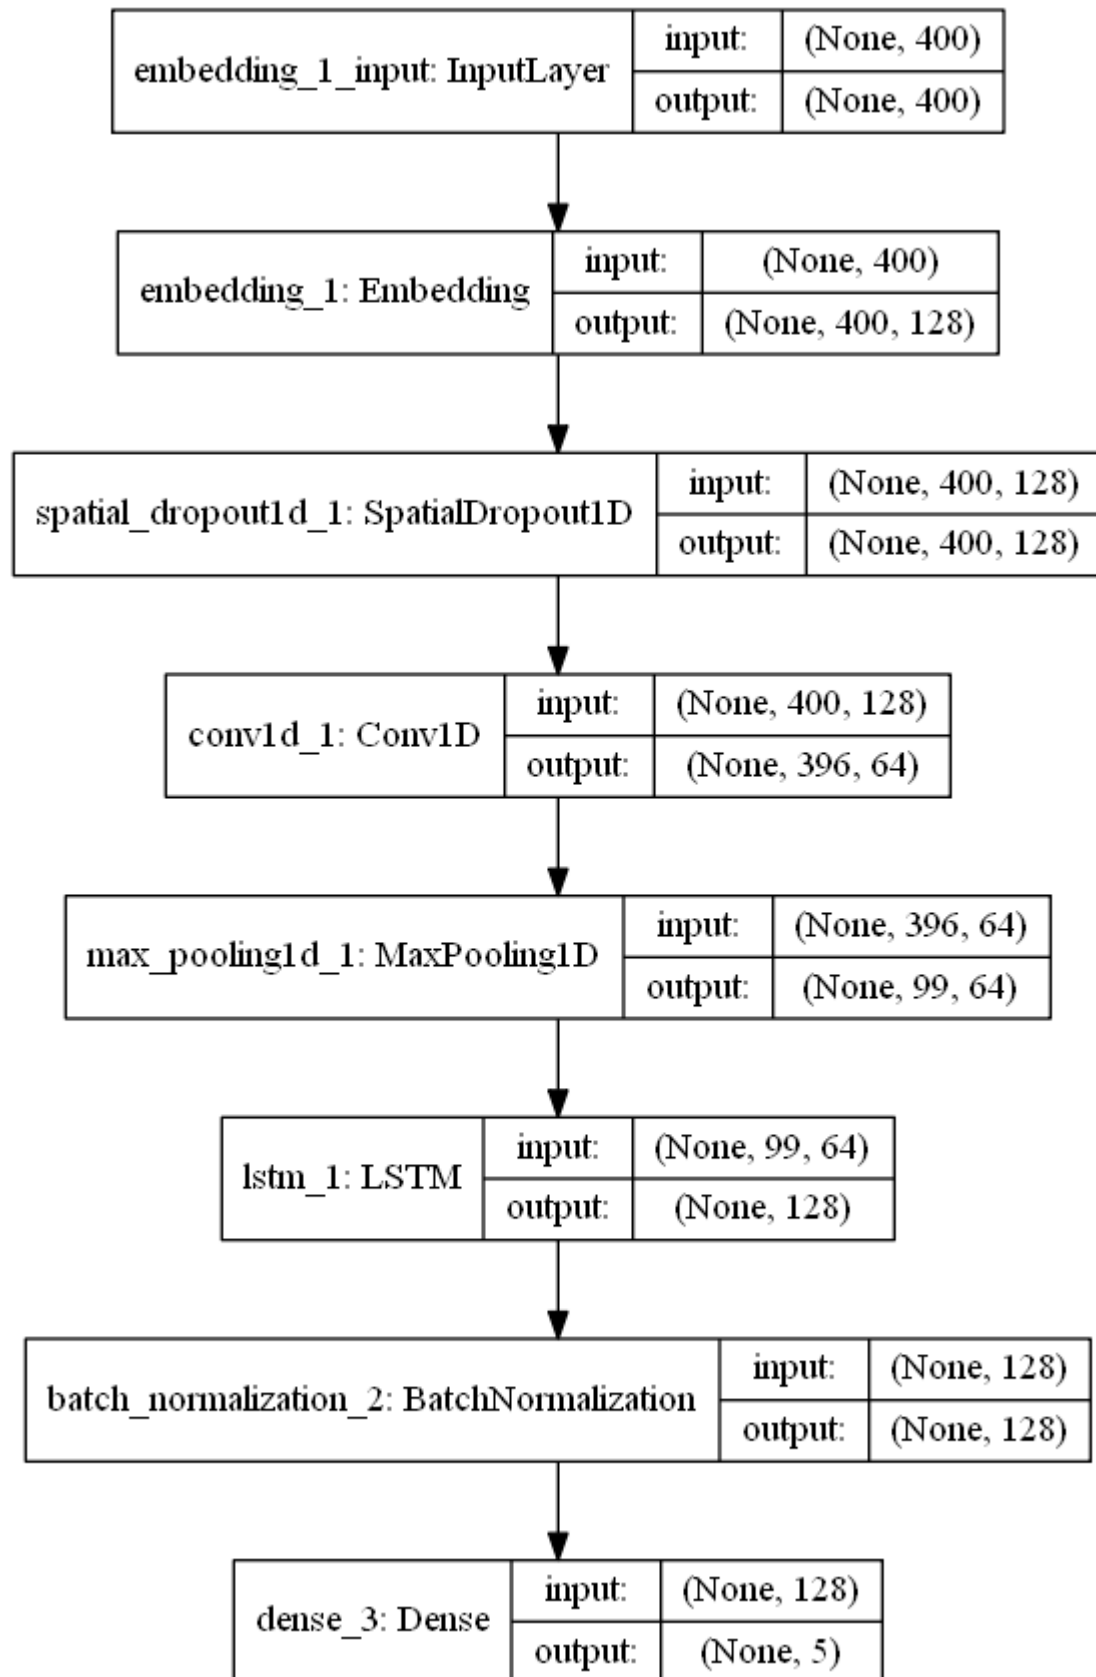 embedding_1_input: InputLayer
input: (None, 400)
output: (None, 400)
embedding_1: Embedding
input: (None, 400)
output: (None, 400, 128)
spatial_dropout1d_1: SpatialDropout1D
input: (None, 400, 128)
output: (None, 400, 128)
conv1d_1: Conv1D
input: (None, 400, 128)
output: (None, 396, 64)
max_pooling1d_1: MaxPooling1D
input: (None, 396, 64)
output: (None, 99, 64)
lstm_1: LSTM
input: (None, 99, 64)
output: (None, 128)
batch_normalization_2: BatchNormalization
input: (None, 128)
output: (None, 128)
dense_3: Dense
input: (None, 128)
output: (None, 5)